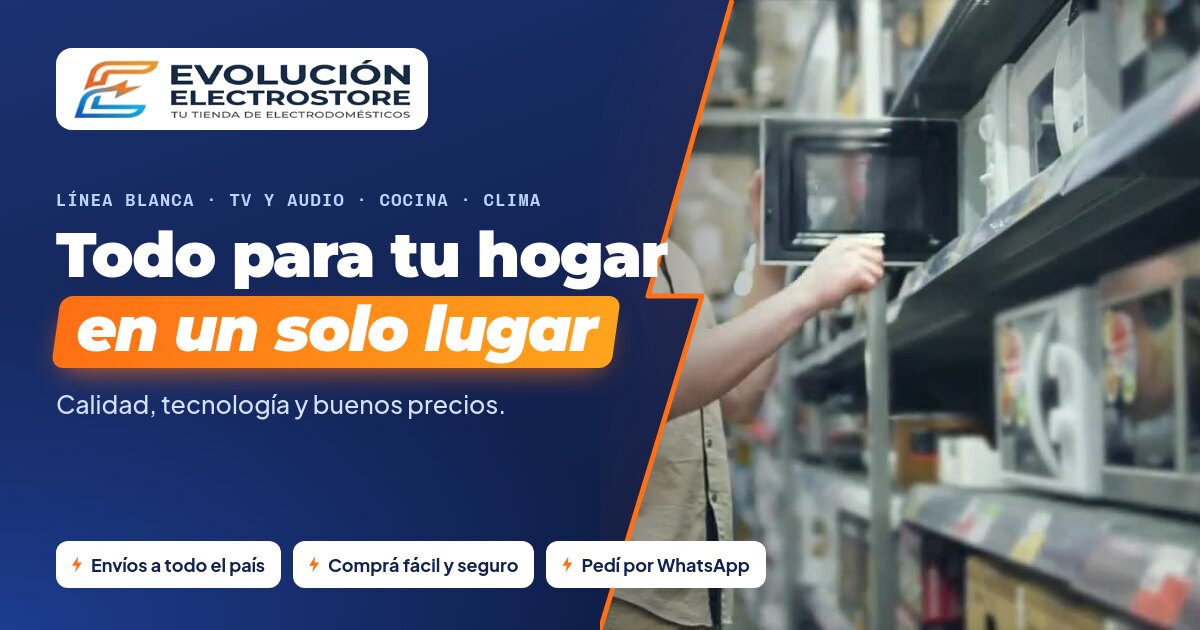 EVOLUCIÓN
ELECTROSTORE
TU TIENDA DE ELECTRODOMÉSTICOS
LÍNEA BLANCA · TV Y AUDIO · COCINA · CLIMA
Todo para tu hogar
en un solo lugar
Calidad, tecnología y buenos precios.
Envíos a todo el país
Comprá fácil y seguro
Pedí por WhatsApp